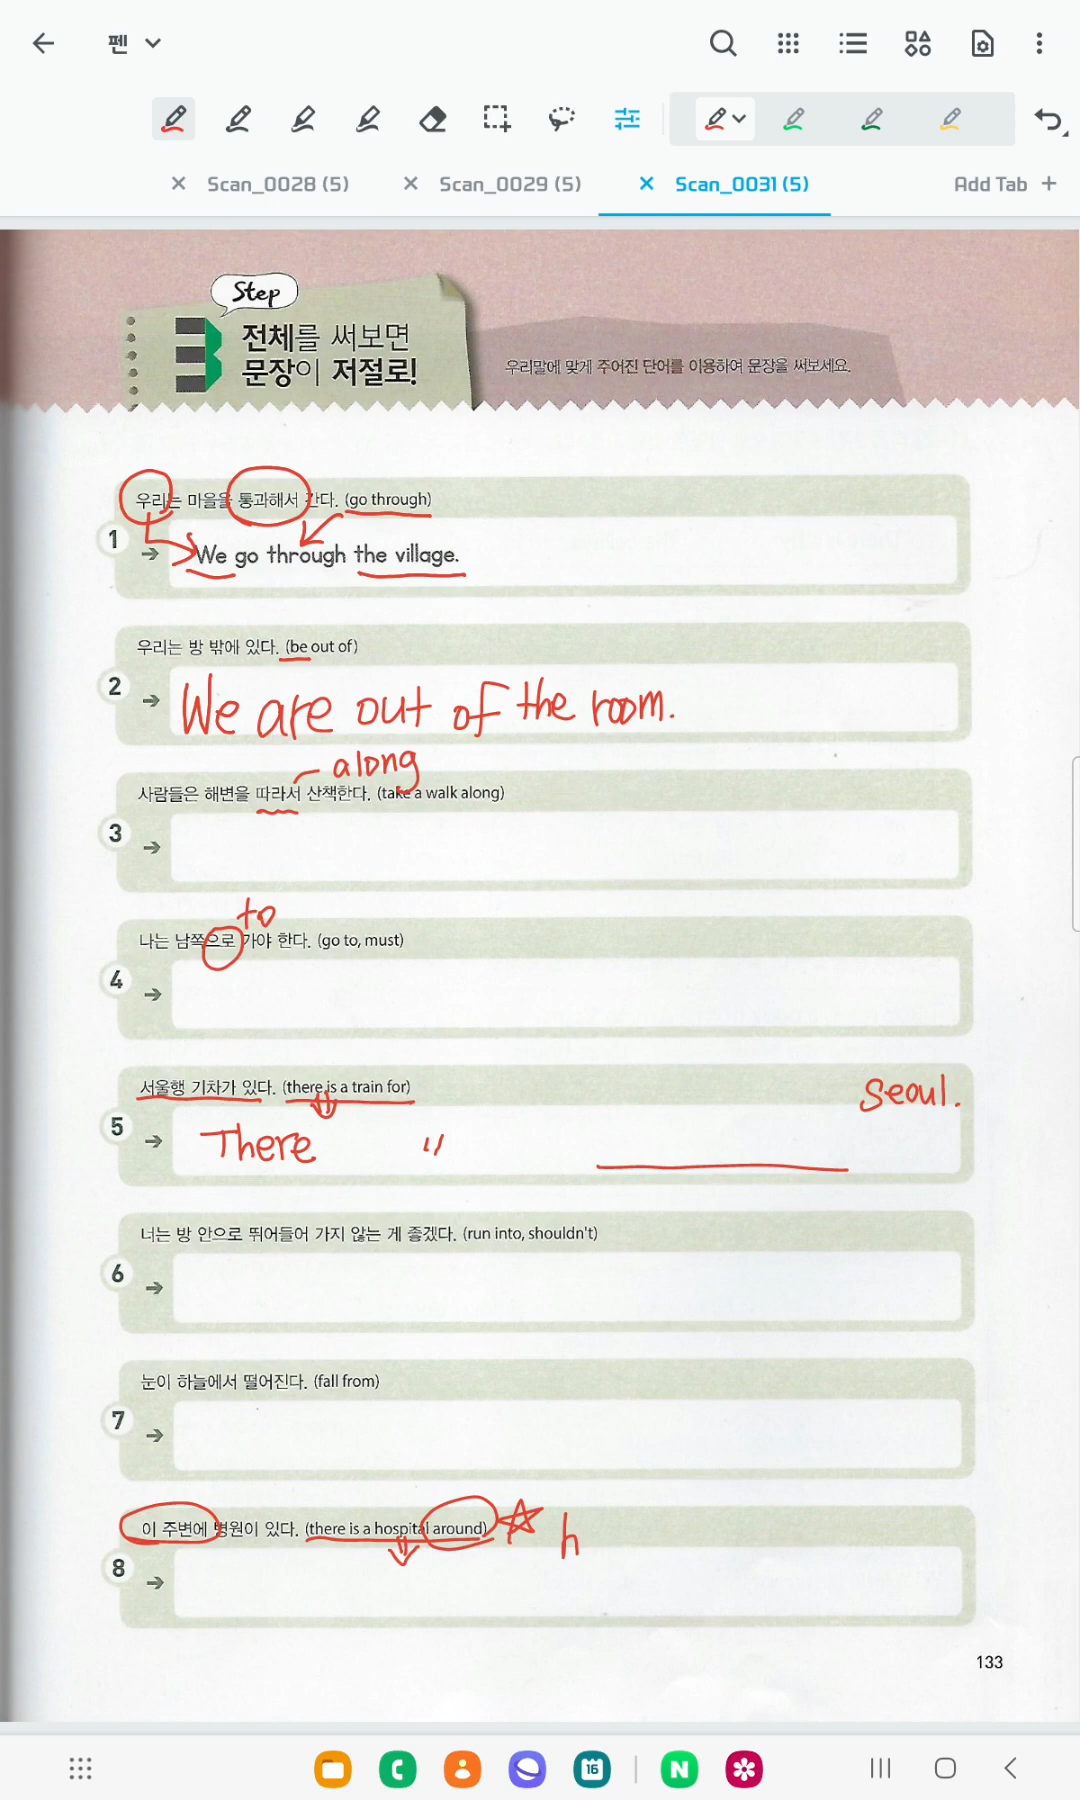 펜
Scan_0028 (5)
Scan_0029 (5)
Scan_0031 (5)
Add Tab +
Step
3
전체를 써보면
문장이 저절로!
우리말에 맞게 주어진 단어를 이용하여 문장을 써보세요.
우리는 마을을 통과해서 간다. (go through)
1
We go through the village.
우리는 방 밖에 있다. (be out of)
2
We are out of the room.
along
사람들은 해변을 따라서 산책한다. (take a walk along)
3
to
나는 남쪽으로 가야 한다. (go to, must)
4
서울행 기차가 있다. (there is a train for)
Seoul.
5
There 〃
너는 방 안으로 뛰어들어 가지 않는 게 좋겠다. (run into, shouldn't)
6
눈이 하늘에서 떨어진다. (fall from)
7
이 주변에 병원이 있다. (there is a hospital around)
h
8
133
16
N